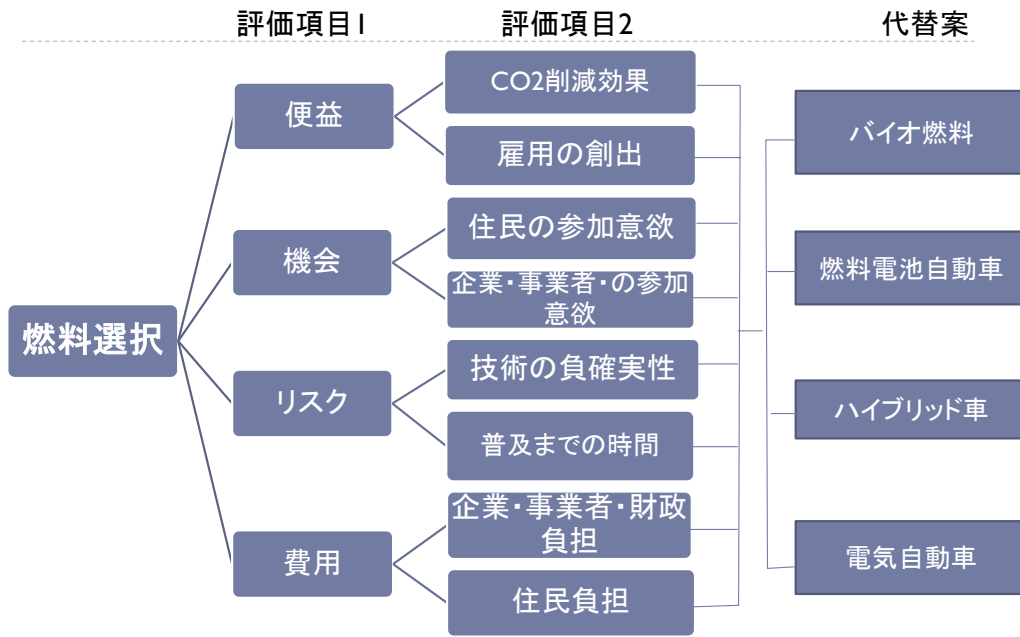 評価項目1
評価項目2
代替案
燃料選択
便益
機会
リスク
費用
CO2削減効果
雇用の創出
住民の参加意欲
企業・事業者・の参加
意欲
技術の負確実性
普及までの時間
企業・事業者・財政
負担
住民負担
バイオ燃料
燃料電池自動車
ハイブリッド車
電気自動車